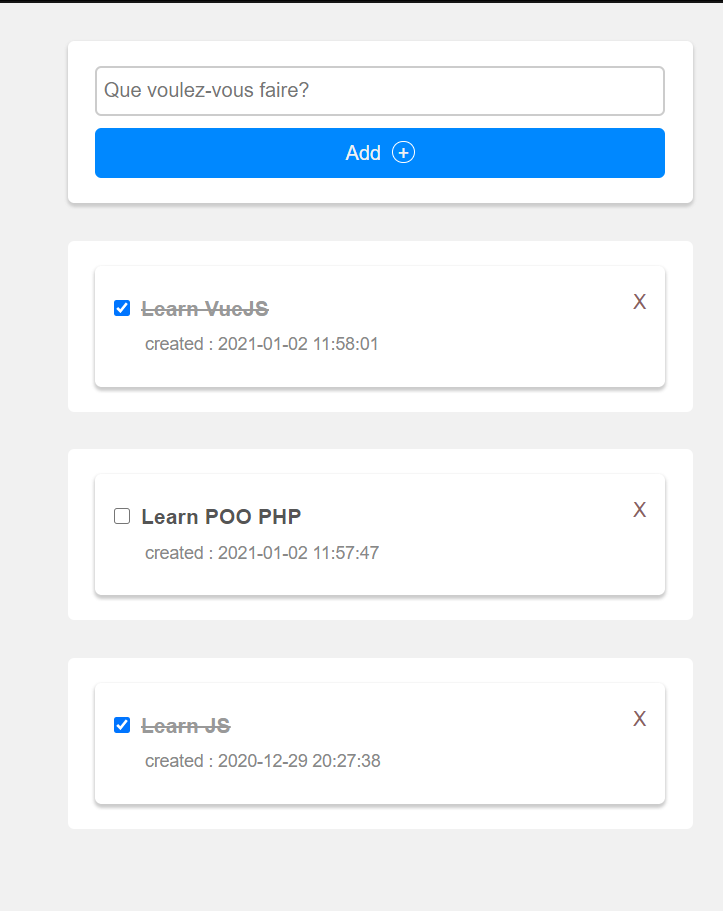 Que voulez-vous faire?
Add
Learn VueJS
X
created : 2021-01-02 11:58:01
Learn POO PHP
X
created : 2021-01-02 11:57:47
Learn JS
X
created : 2020-12-29 20:27:38